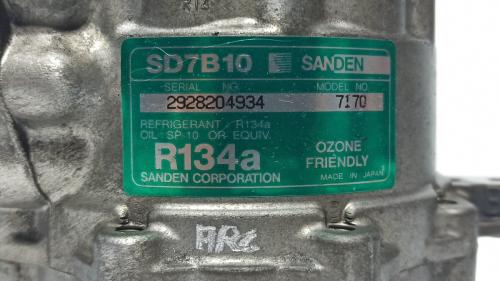 SD7B10 SANDEN
SERIAL NO. MODEL NO.
2928204934 7170
REFRIGERANT : R134a
OIL : SP-10 OR EQUIV.
R134a OZONE
FRIENDLY
SANDEN CORPORATION MADE IN JAPAN
ARC